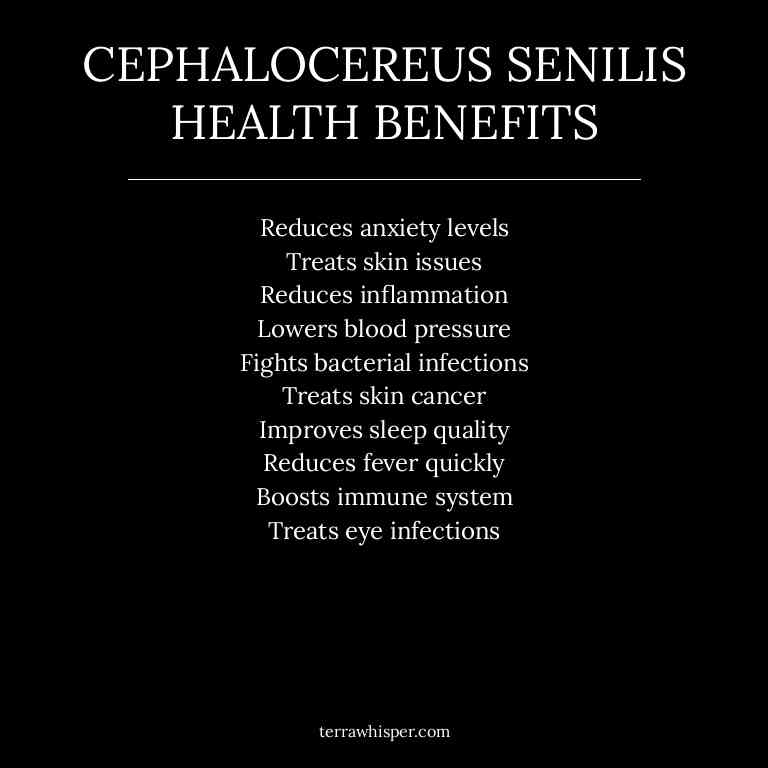 CEPHALOCEREUS SENILIS
HEALTH BENEFITS
Reduces anxiety levels
Treats skin issues
Reduces inflammation
Lowers blood pressure
Fights bacterial infections
Treats skin cancer
Improves sleep quality
Reduces fever quickly
Boosts immune system
Treats eye infections
terrawhisper.com